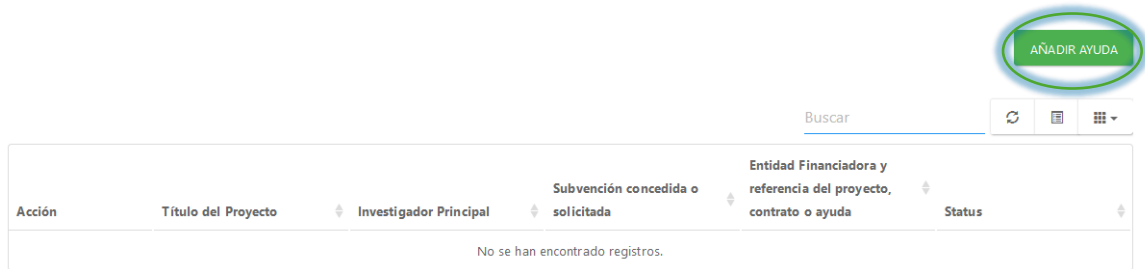 AÑADIR AYUDA
Buscar
Entidad Financiadora y
Subvención concedida o
referencia del proyecto,
Acción Título del Proyecto Investigador Principal solicitada contrato o ayuda Status
No se han encontrado registros.